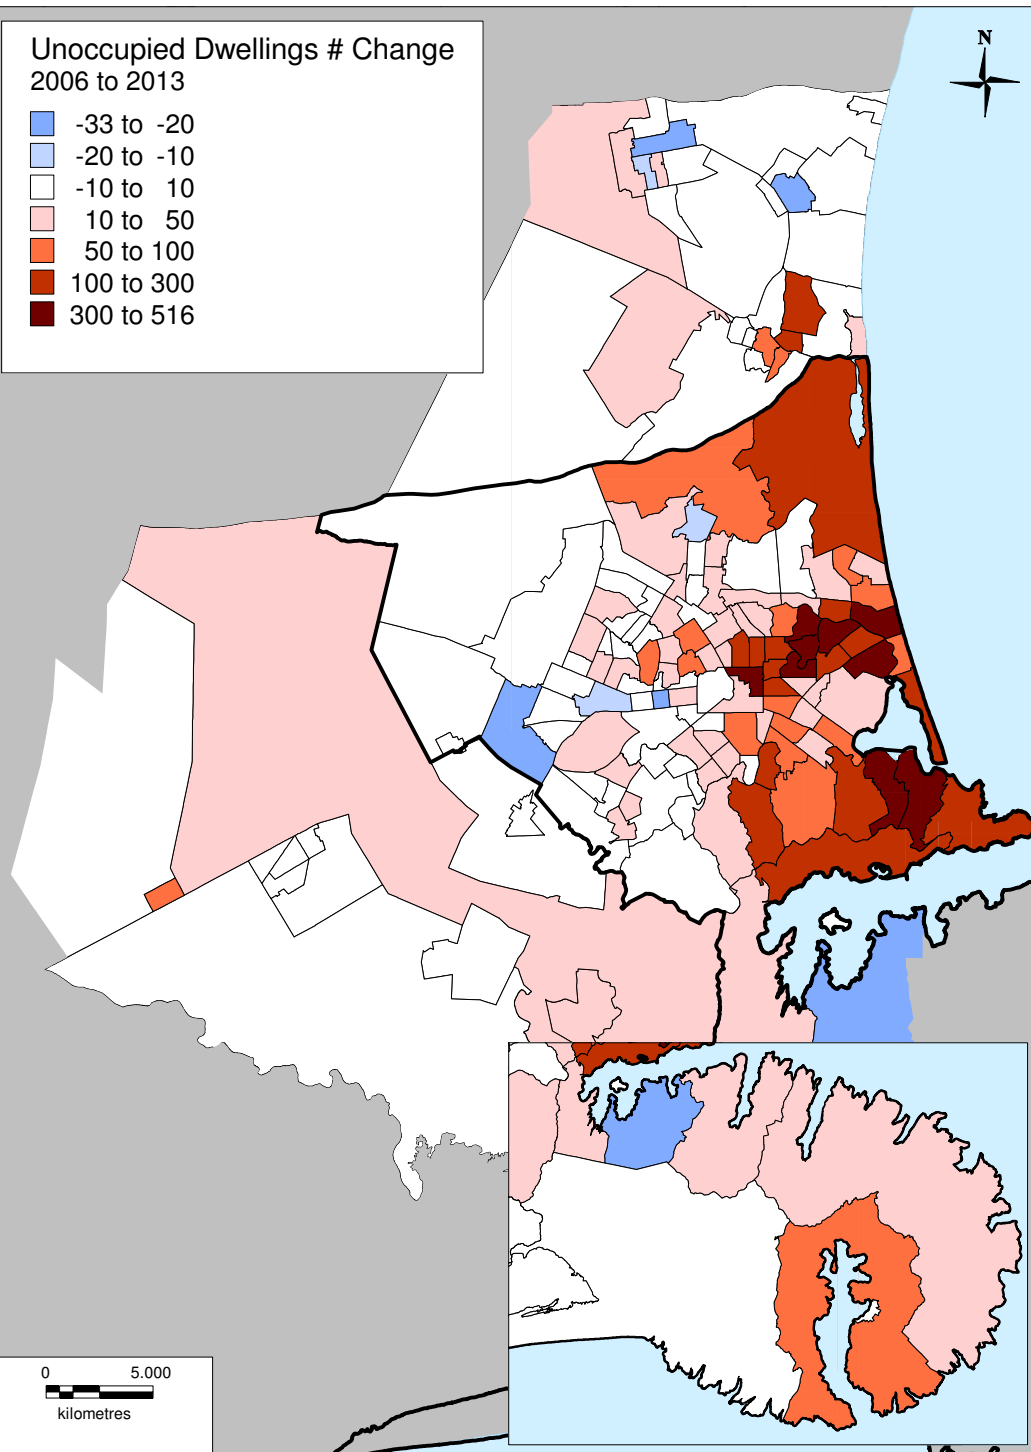 Unoccupied Dwellings # Change
2006 to 2013
-33 to -20
-20 to -10
-10 to 10
10 to 50
50 to 100
100 to 300
300 to 516
N
0 5.000
kilometres